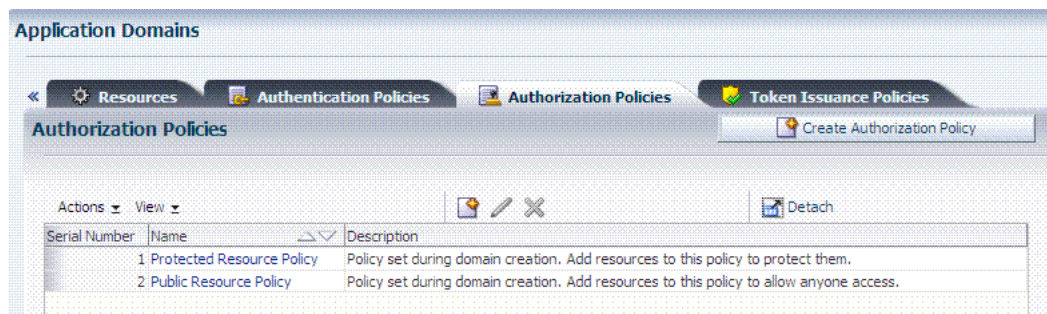 Application Domains
« Resources Authentication Policies Authorization Policies Token Issuance Policies
Authorization Policies Create Authorization Policy
Actions View Detach
Serial Number Name Description
1 Protected Resource Policy Policy set during domain creation. Add resources to this policy to protect them.
2 Public Resource Policy Policy set during domain creation. Add resources to this policy to allow anyone access.